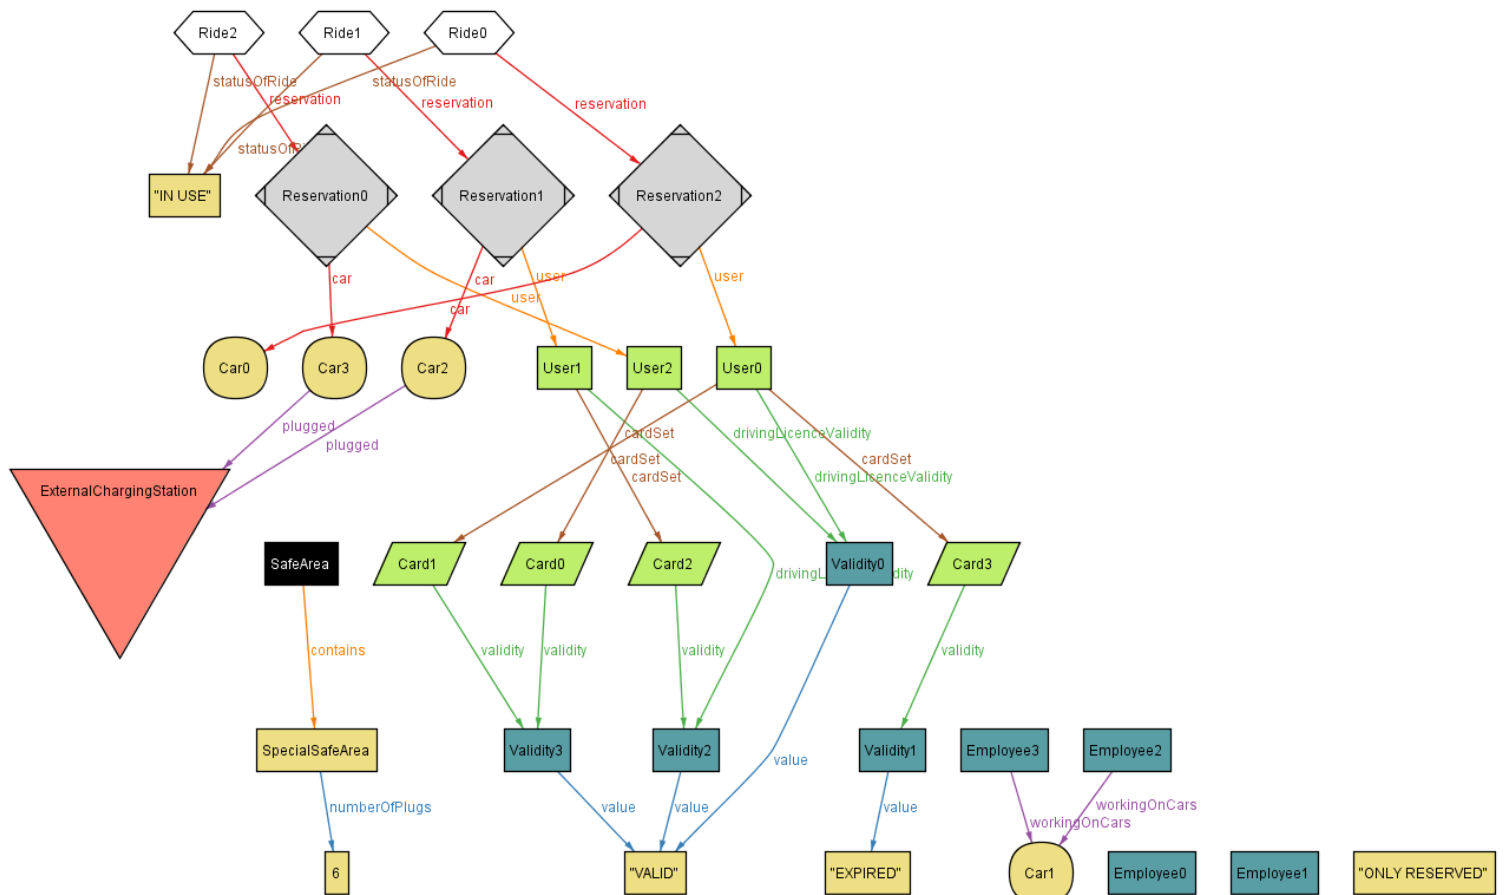 Ride2
Ride1
Ride0
statusOfRide
statusOfRide
reservation
reservation
reservation
"IN USE"
Reservation0
Reservation1
Reservation2
car
car
user
user
user
car
Car0
Car3
Car2
User1
User2
User0
plugged
plugged
cardSet
drivingLicenceValidity
cardSet
cardSet
cardSet
drivingLicenceValidity
ExternalChargingStation
SafeArea
Card1
Card0
Card2
Validity0
Card3
contains
validity
validity
validity
validity
SpecialSafeArea
Validity3
Validity2
value
Validity1
Employee3
Employee2
numberOfPlugs
value
value
value
workingOnCars
workingOnCars
6
"VALID"
"EXPIRED"
Car1
Employee0
Employee1
"ONLY RESERVED"